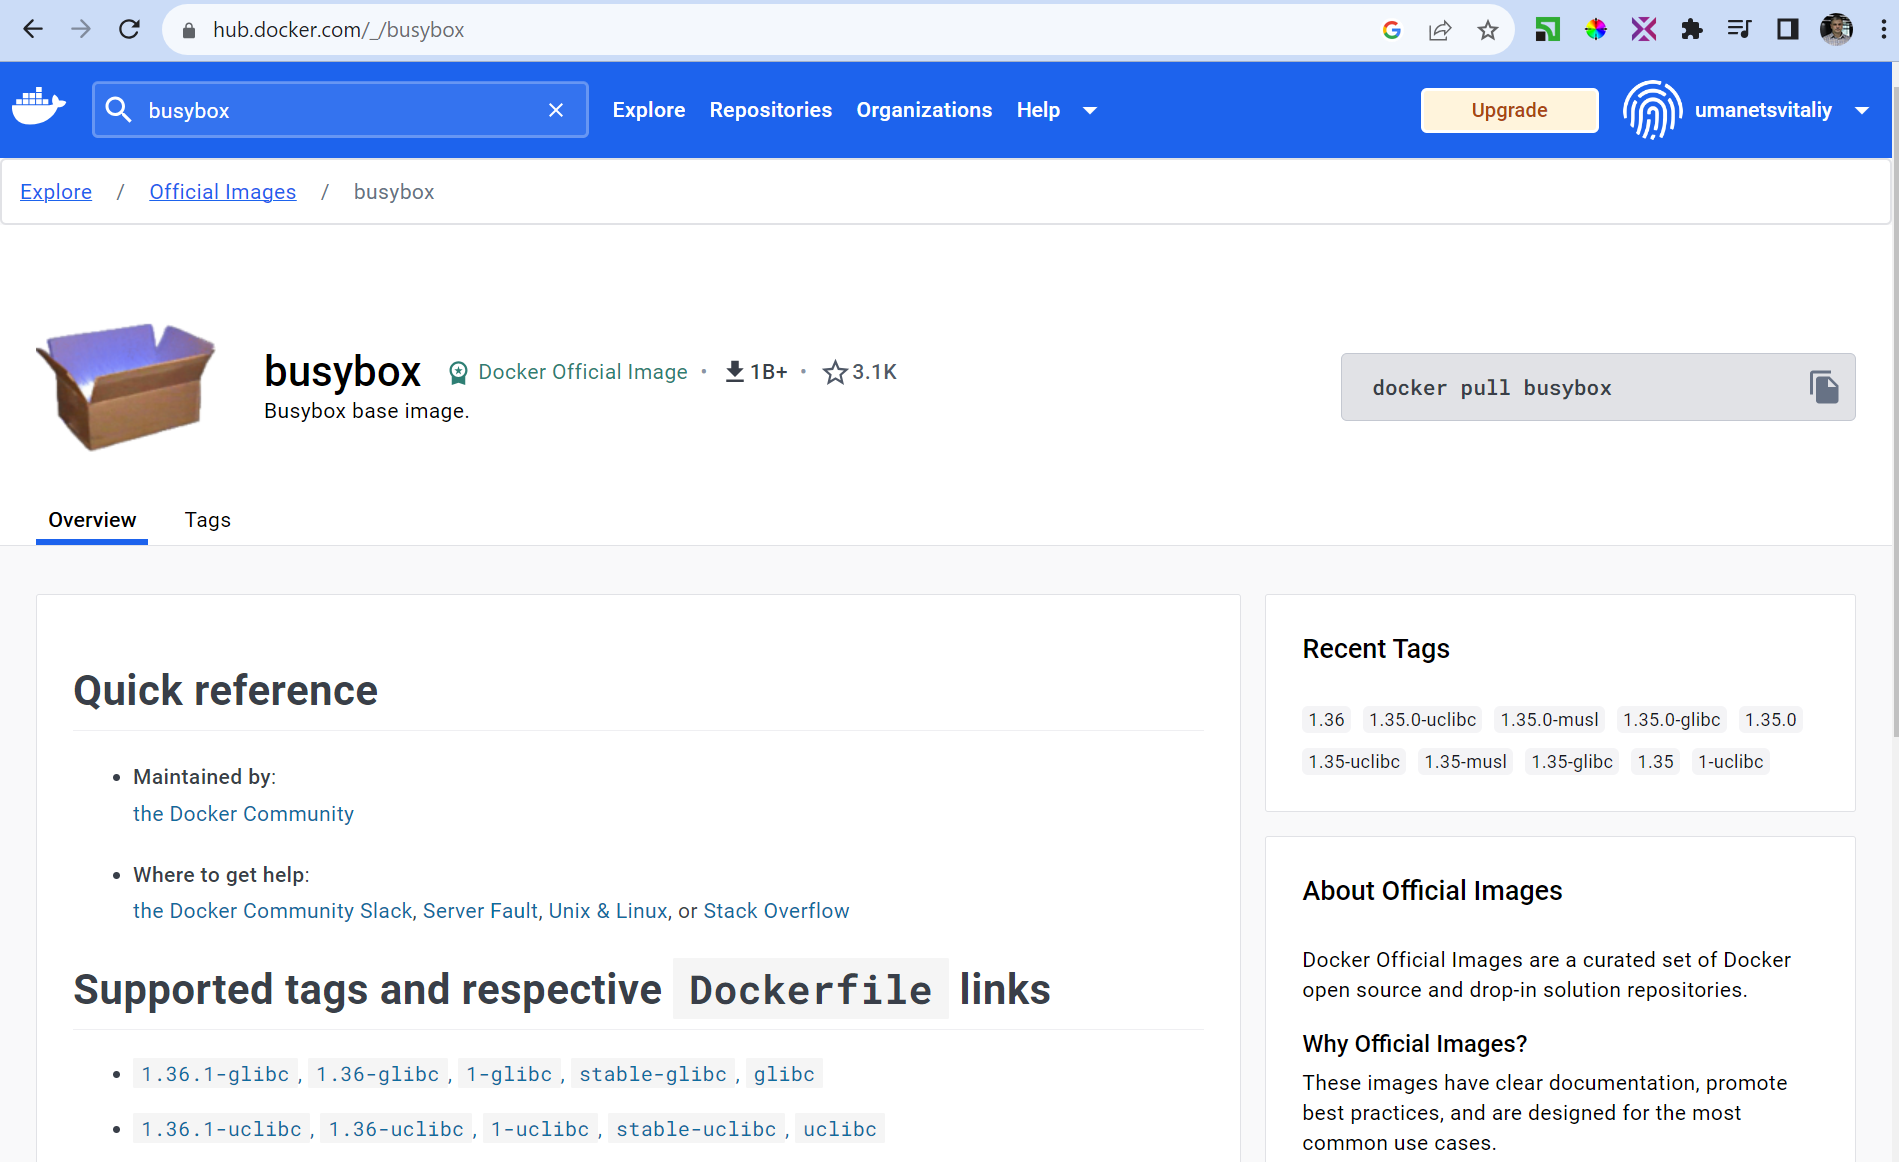 hub.docker.com/_/busybox
busybox
Explore Repositories Organizations Help
Upgrade
umanetsvitaliy
Explore / Official Images / busybox
busybox Docker Official Image • 1B+ • 3.1K
Busybox base image.
docker pull busybox
Overview Tags
Quick reference
Maintained by:
the Docker Community
Where to get help:
the Docker Community Slack, Server Fault, Unix & Linux, or Stack Overflow
Supported tags and respective Dockerfile links
1.36.1-glibc, 1.36-glibc, 1-glibc, stable-glibc, glibc
1.36.1-uclibc, 1.36-uclibc, 1-uclibc, stable-uclibc, uclibc
Recent Tags
1.36 1.35.0-uclibc 1.35.0-musl 1.35.0-glibc 1.35.0
1.35-uclibc 1.35-musl 1.35-glibc 1.35 1-uclibc
About Official Images
Docker Official Images are a curated set of Docker
open source and drop-in solution repositories.
Why Official Images?
These images have clear documentation, promote
best practices, and are designed for the most
common use cases.